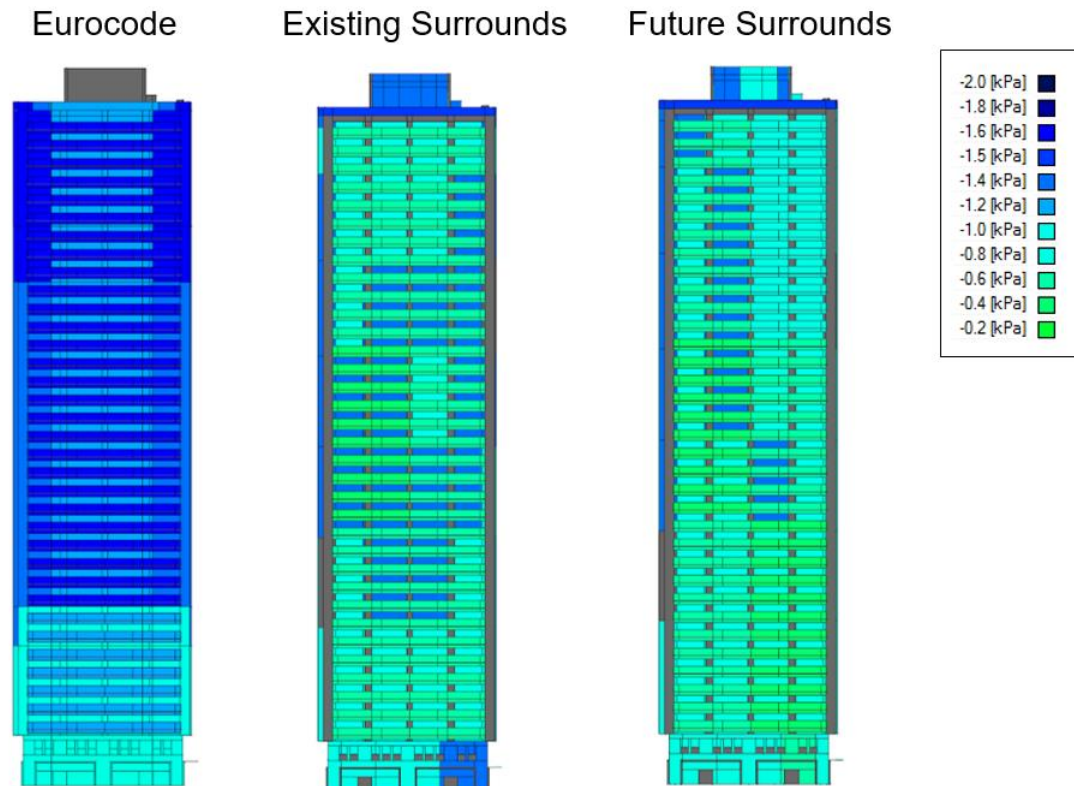 Eurocode
Existing Surrounds
Future Surrounds
-2.0 [kPa]
-1.8 [kPa]
-1.6 [kPa]
-1.5 [kPa]
-1.4 [kPa]
-1.2 [kPa]
-1.0 [kPa]
-0.8 [kPa]
-0.6 [kPa]
-0.4 [kPa]
-0.2 [kPa]